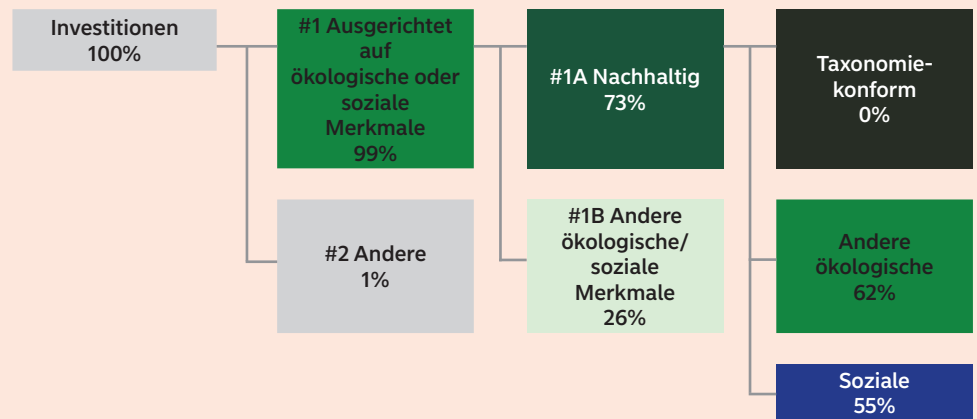 Investitionen
100%
#1 Ausgerichtet
auf
ökologische oder
soziale
Merkmale
99%
#1A Nachhaltig
73%
Taxonomie-
konform
0%
#2 Andere
1%
#1B Andere
ökologische/
soziale
Merkmale
26%
Andere
ökologische
62%
Soziale
55%